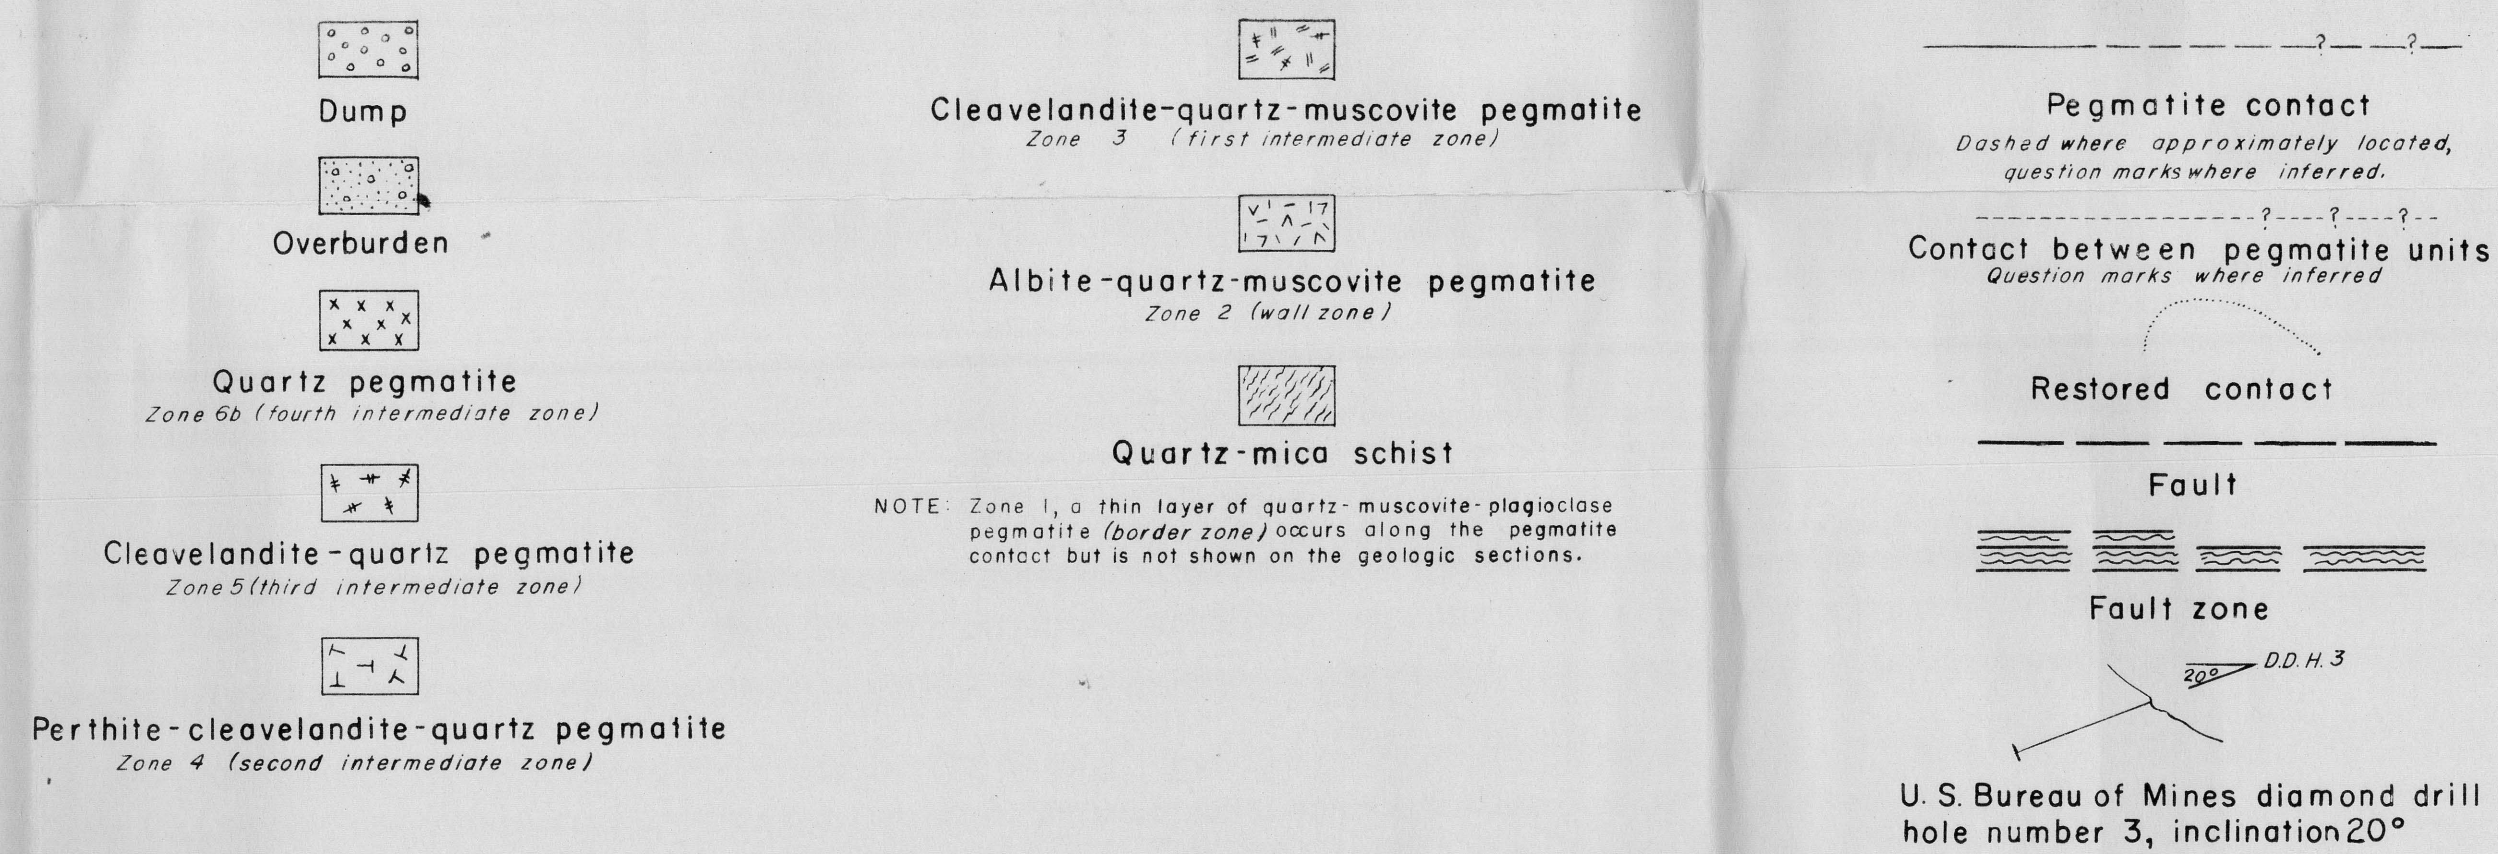 Dump
Overburden
Quartz pegmatite
Zone 6b (fourth intermediate zone)
Cleavelandite-quartz pegmatite
Zone 5 (third intermediate zone)
Perthite-cleavelandite-quartz pegmatite
Zone 4 (second intermediate zone)
Cleavelandite-quartz-muscovite pegmatite
Zone 3 (first intermediate zone)
Albite-quartz-muscovite pegmatite
Zone 2 (wall zone)
Quartz-mica schist
NOTE: Zone 1, a thin layer of quartz-muscovite-plagioclase
pegmatite (border zone) occurs along the pegmatite
contact but is not shown on the geologic sections.
? ?
Pegmatite contact
Dashed where approximately located,
question marks where inferred.
? ? ?
Contact between pegmatite units
Question marks where inferred
Restored contact
Fault
Fault zone
20° D.D.H. 3
U.S. Bureau of Mines diamond drill
hole number 3, inclination 20°